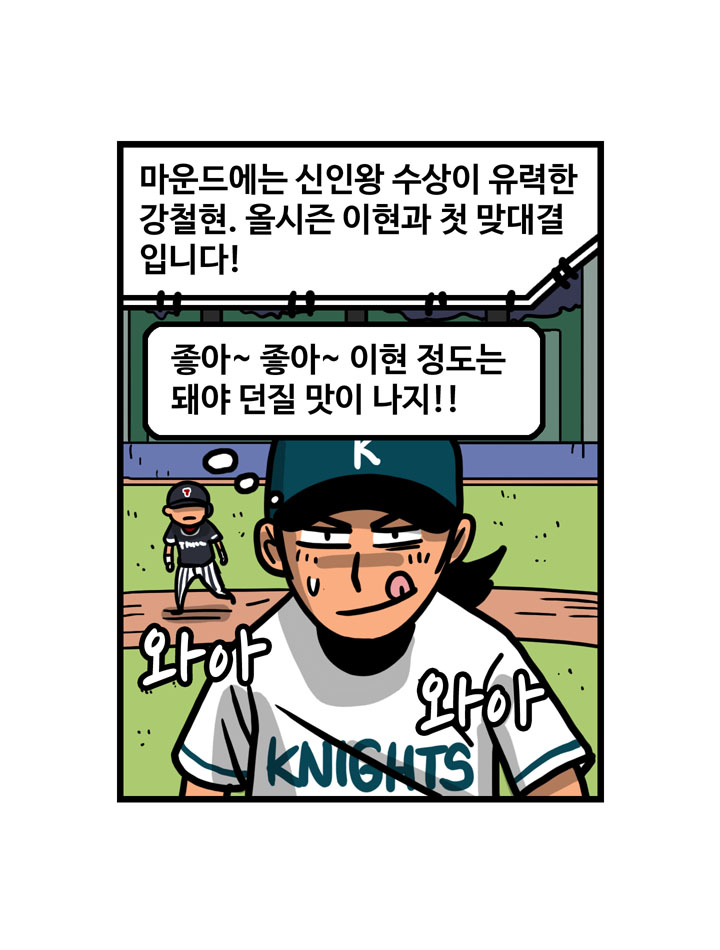 마운드에는 신인왕 수상이 유력한
강철현. 올시즌 이현과 첫 맞대결
입니다!
좋아~ 좋아~ 이현 정도는
돼야 던질 맛이 나지!!
K
T
와아
와아
KNIGHTS